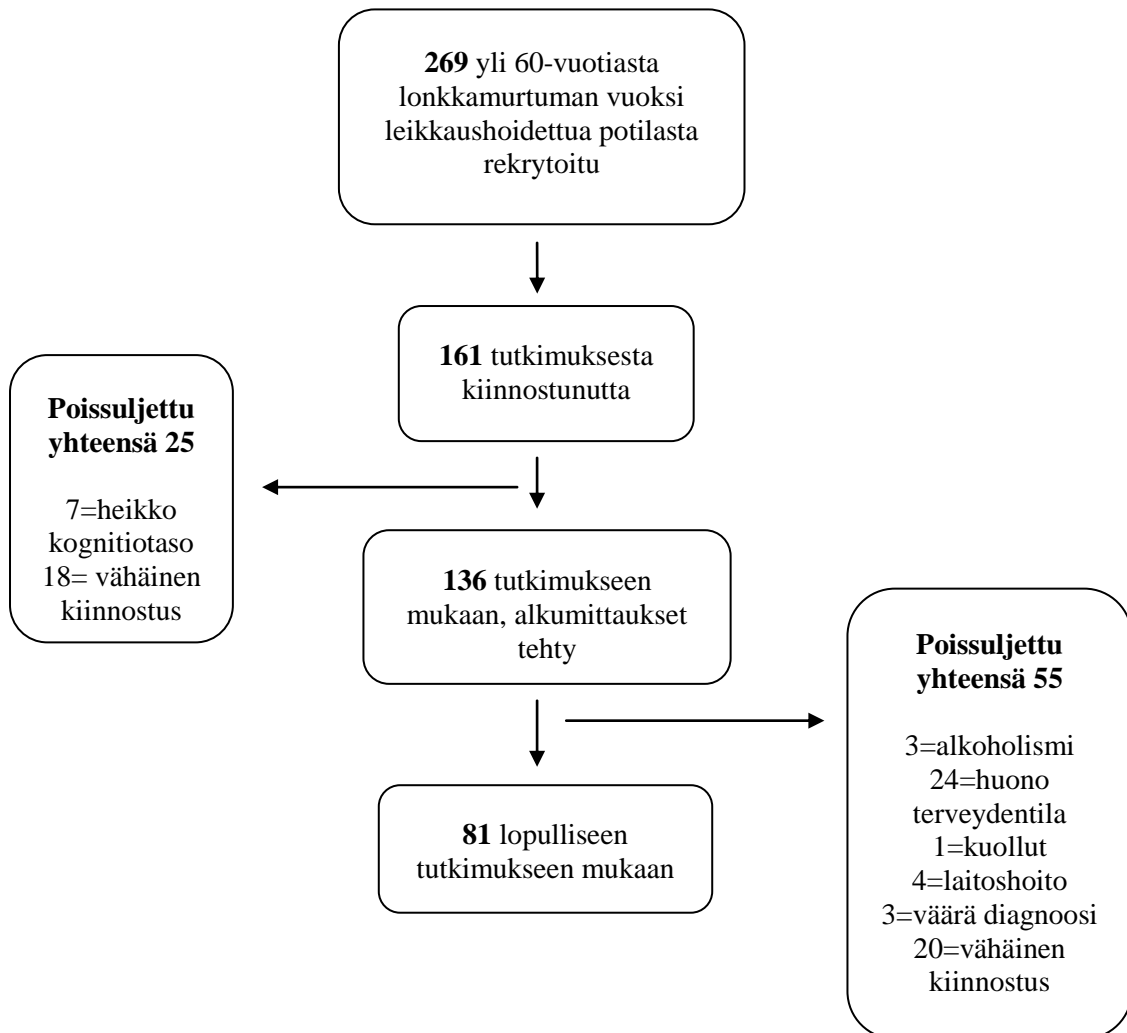 269 yli 60-vuotiasta
lonkkamurtuman vuoksi
leikkaushoidettua potilasta
rekrytoitu
161 tutkimuksesta
kiinnostunutta
Poissuljettu
yhteensä 25
7=heikko
kognitiotaso
18= vähäinen
kiinnostus
136 tutkimukseen
mukaan, alkumittaukset
tehty
Poissuljettu
yhteensä 55
3=alkoholismi
24=huono
terveydentila
1=kuollut
4=laitoshoito
3=väärä diagnoosi
20=vähäinen
kiinnostus
81 lopulliseen
tutkimukseen mukaan